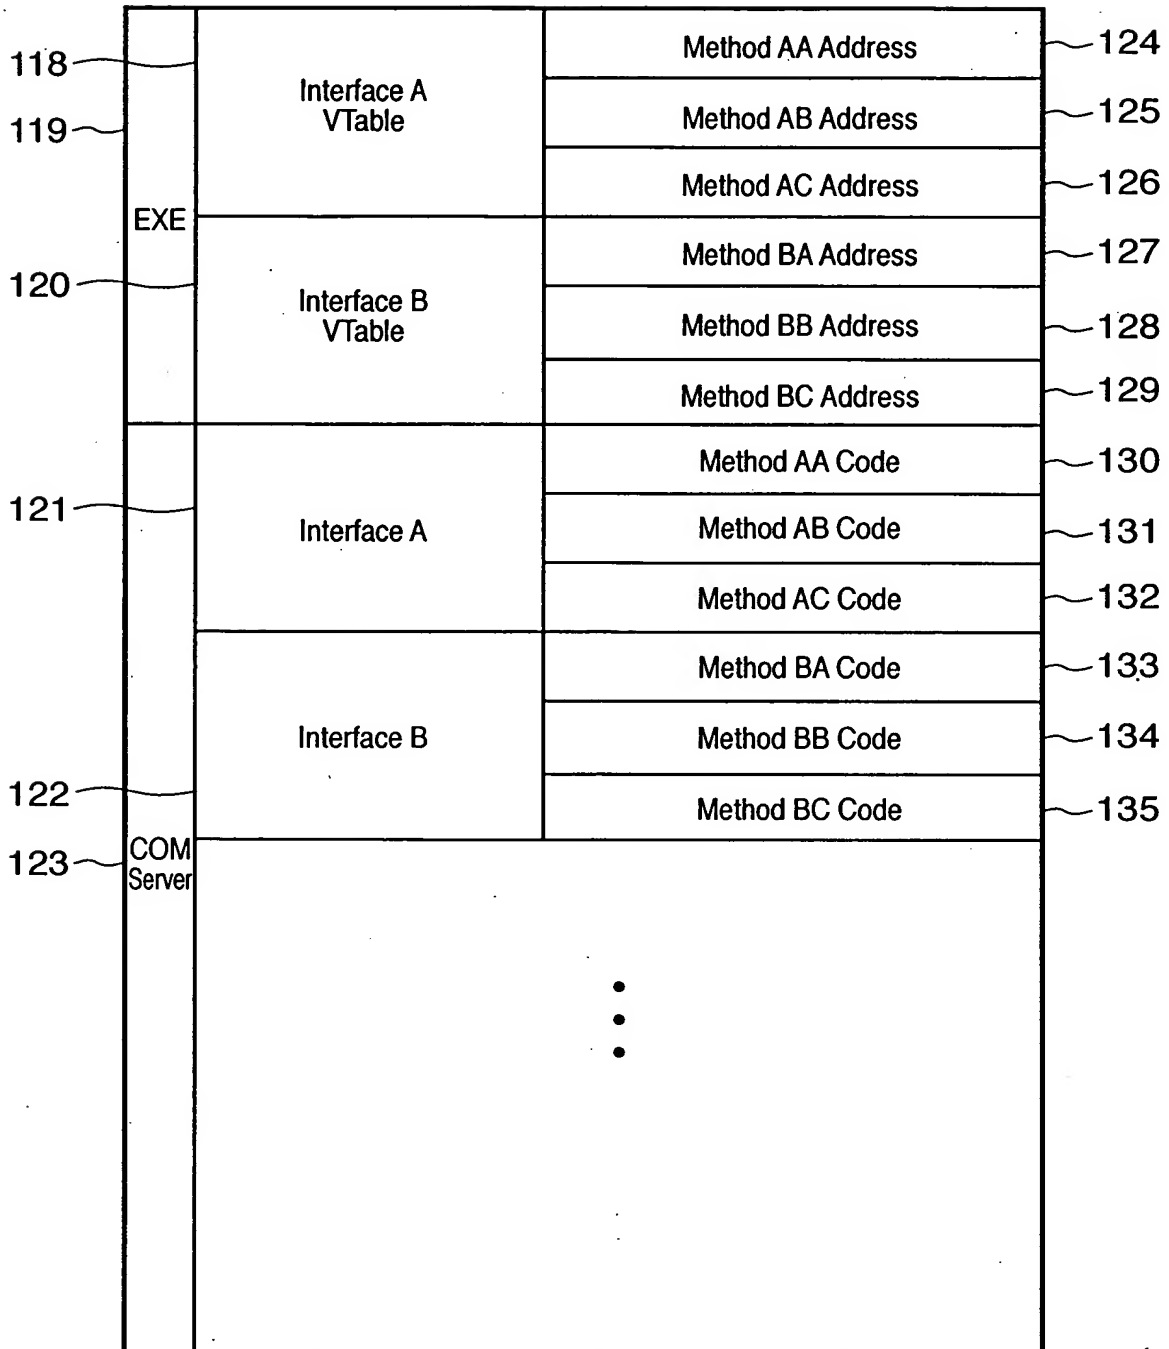 118
119
EXE
120
121
122
123
COM
Server
Interface A
VTable
Interface B
VTable
Interface A
Interface B
Method AA Address
Method AB Address
Method AC Address
Method BA Address
Method BB Address
Method BC Address
Method AA Code
Method AB Code
Method AC Code
Method BA Code
Method BB Code
Method BC Code
124
125
126
127
128
129
130
131
132
133
134
135